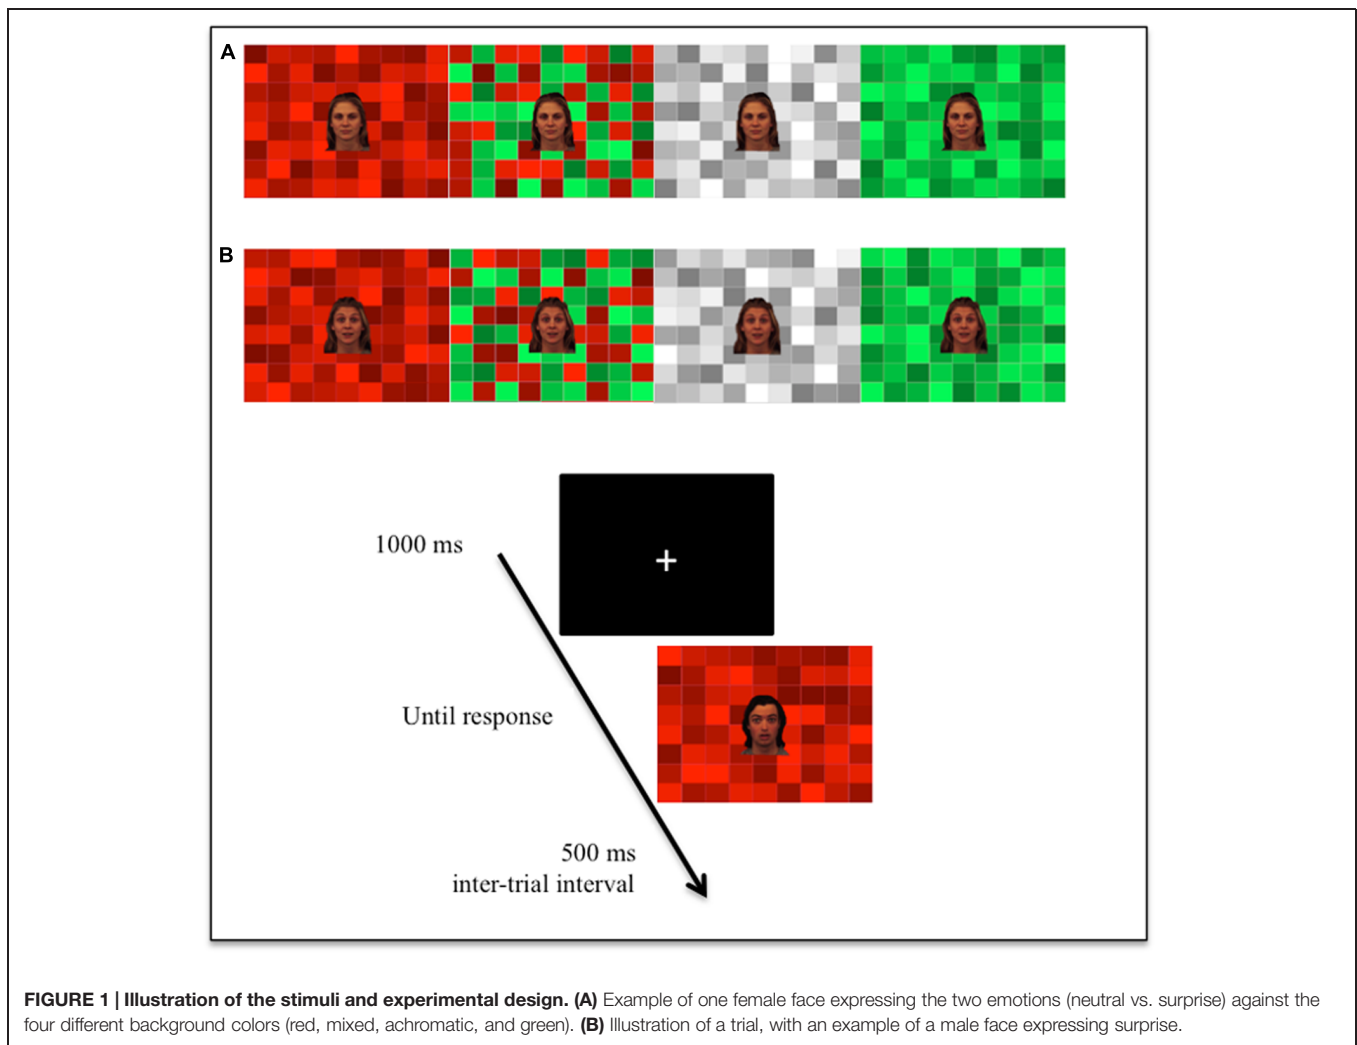 A
B
1000 ms
+
Until response
500 ms
inter-trial interval
FIGURE 1 | Illustration of the stimuli and experimental design. (A) Example of one female face expressing the two emotions (neutral vs. surprise) against the
four different background colors (red, mixed, achromatic, and green). (B) Illustration of a trial, with an example of a male face expressing surprise.